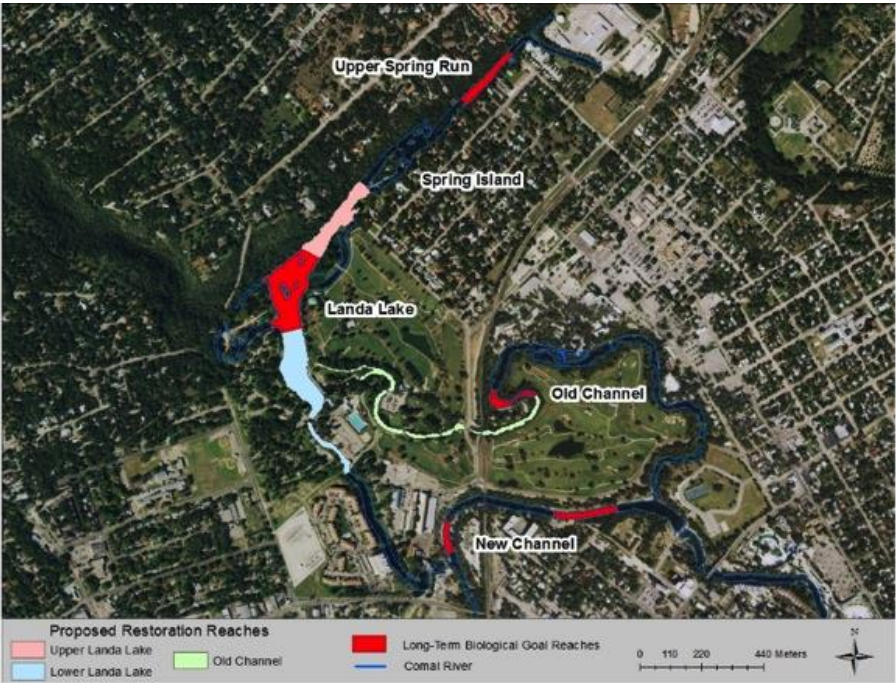 Upper Spring Run
Spring Island
Landa Lake
Old Channel
New Channel
Proposed Restoration Reaches
Upper Landa Lake
Lower Landa Lake
Old Channel
Long-Term Biological Goal Reaches
Comal River
0 110 220 440 Meters
N